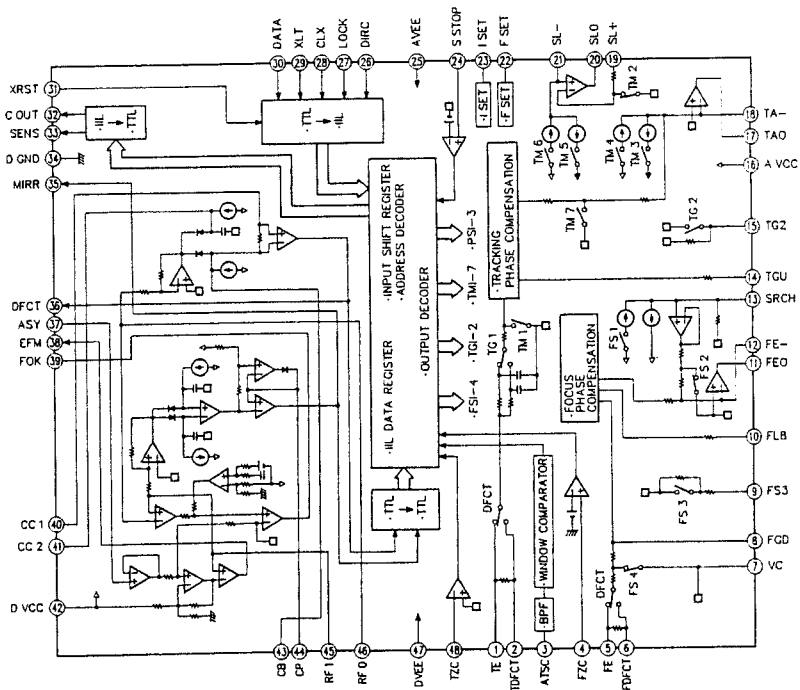 DATA
XLT
CLX
LOCK
DIRC
AVEE
S STOP
I SET
F SET
SL-
SLO
SL+
30
29
28
27
26
25
24
23
22
21
20
19
XRST
31
C OUT
32
SENS
33
D GND
34
MIRR
35
DFCT
36
ASY
37
EFM
38
FOK
39
CC 1
40
CC 2
41
D VCC
42
18
TA-
17
TAO
16
A VCC
15
TG2
14
TGU
13
SRCH
12
FE-
11
FEO
10
FLB
9
FS3
8
FGD
7
VC
·IIL → ·TTL
·TTL → ·IIL
·I SET
·F SET
TM 2
TM 6
TM 5
TM 4
TM 3
TM 7
TG 2
·TRACKING
PHASE COMPENSATION
·IIL DATA REGISTER
·INPUT SHIFT REGISTER
·ADDRESS DECODER
·OUTPUT DECODER
·PSI-3
·TMI-7
·TGI-2
·FSI-4
TG 1
TM 1
·FOCUS
PHASE
COMPENSATION
FS 1
FS 2
FS 3
FS 4
DFCT
DFCT
·TTL → ·TTL
·WINDOW COMPARATOR
·BPF
43
44
45
46
47
48
1
2
3
4
5
6
CB
CP
RF I
RF O
DVEE
TZC
TE
TDFCT
ATSC
FZC
FE
FDFCT